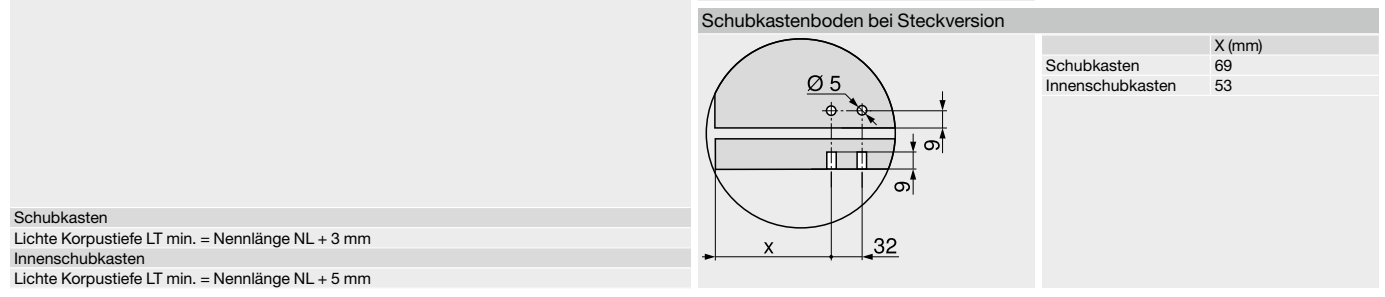 Schubkasten
Lichte Korpustiefe LT min. = Nennlänge NL + 3 mm
Innenschubkasten
Lichte Korpustiefe LT min. = Nennlänge NL + 5 mm
Schubkastenboden bei Steckversion
Ø 5
9
9
x
32
X (mm)
Schubkasten 69
Innenschubkasten 53